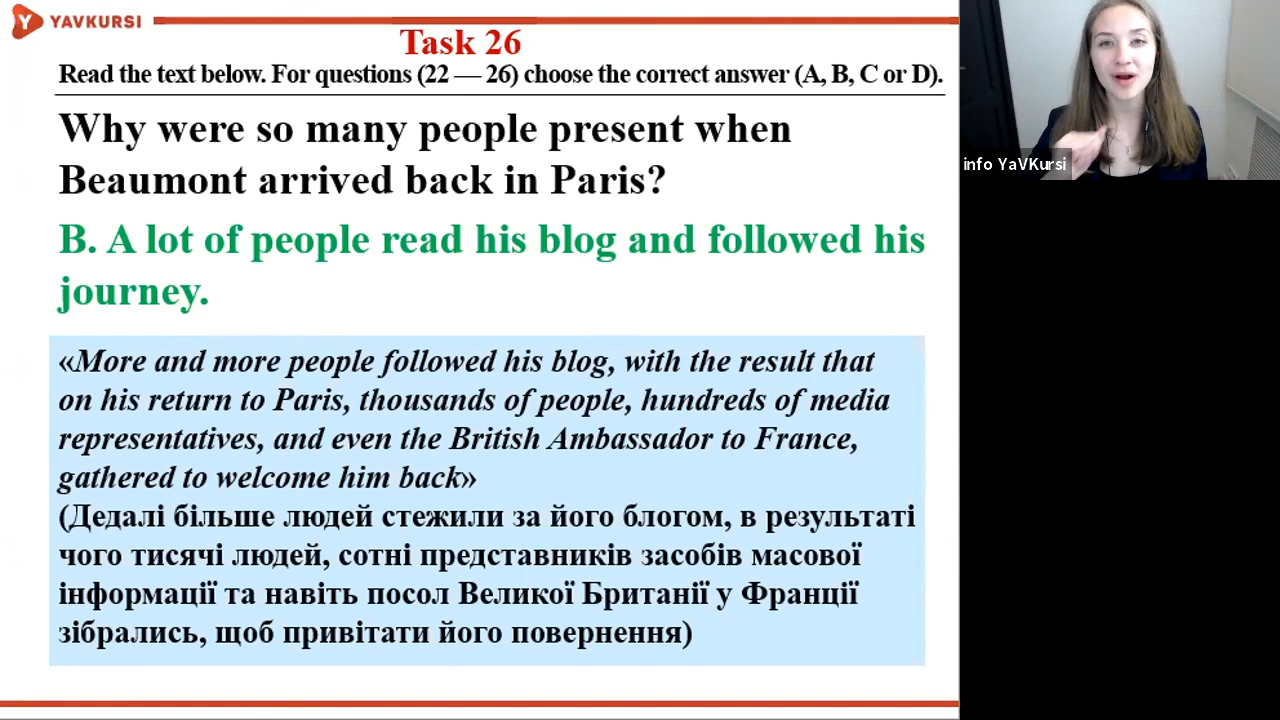 YAVKURSI
Task 26
Read the text below. For questions (22 — 26) choose the correct answer (A, B, C or D).
Why were so many people present when
Beaumont arrived back in Paris?
B. A lot of people read his blog and followed his
journey.
«More and more people followed his blog, with the result that
on his return to Paris, thousands of people, hundreds of media
representatives, and even the British Ambassador to France,
gathered to welcome him back»
(Дедалі більше людей стежили за його блогом, в результаті
чого тисячі людей, сотні представників засобів масової
інформації та навіть посол Великої Британії у Франції
зібрались, щоб привітати його повернення)
info YaVKursi